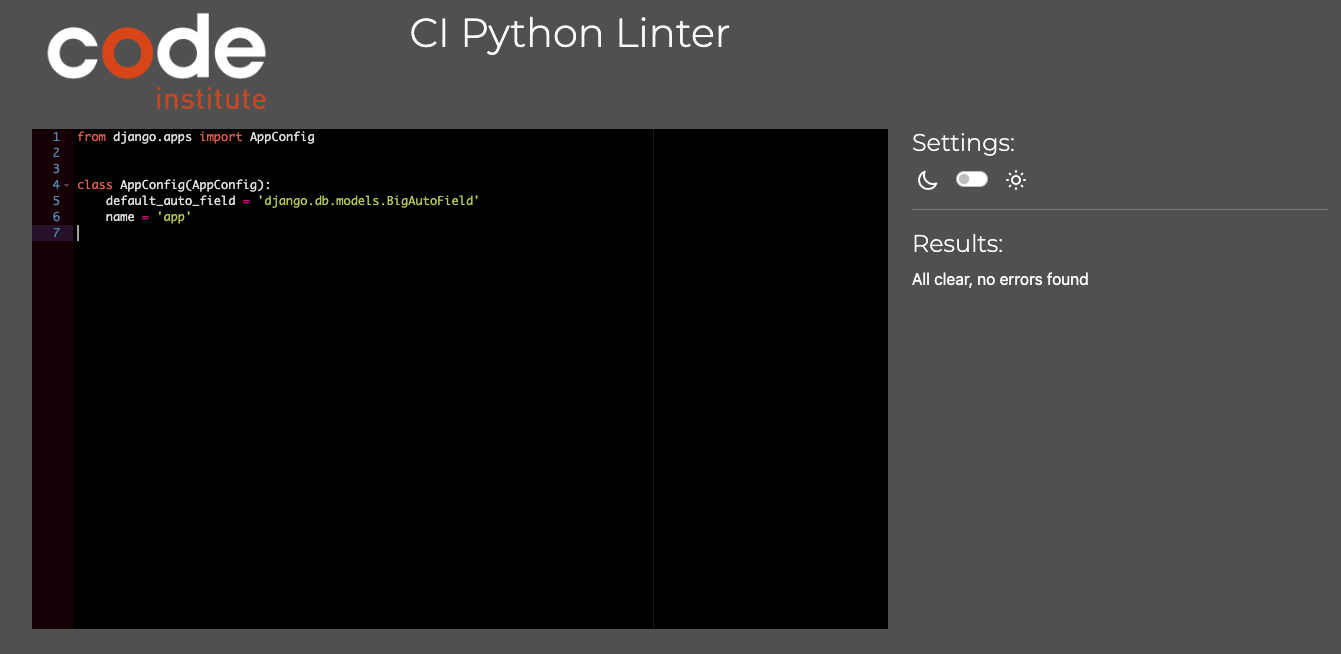 code
institute
CI Python Linter
1 from django.apps import AppConfig
2
3
4 class AppConfig(AppConfig):
5     default_auto_field = 'django.db.models.BigAutoField'
6     name = 'app'
7
Settings:
Results:
All clear, no errors found